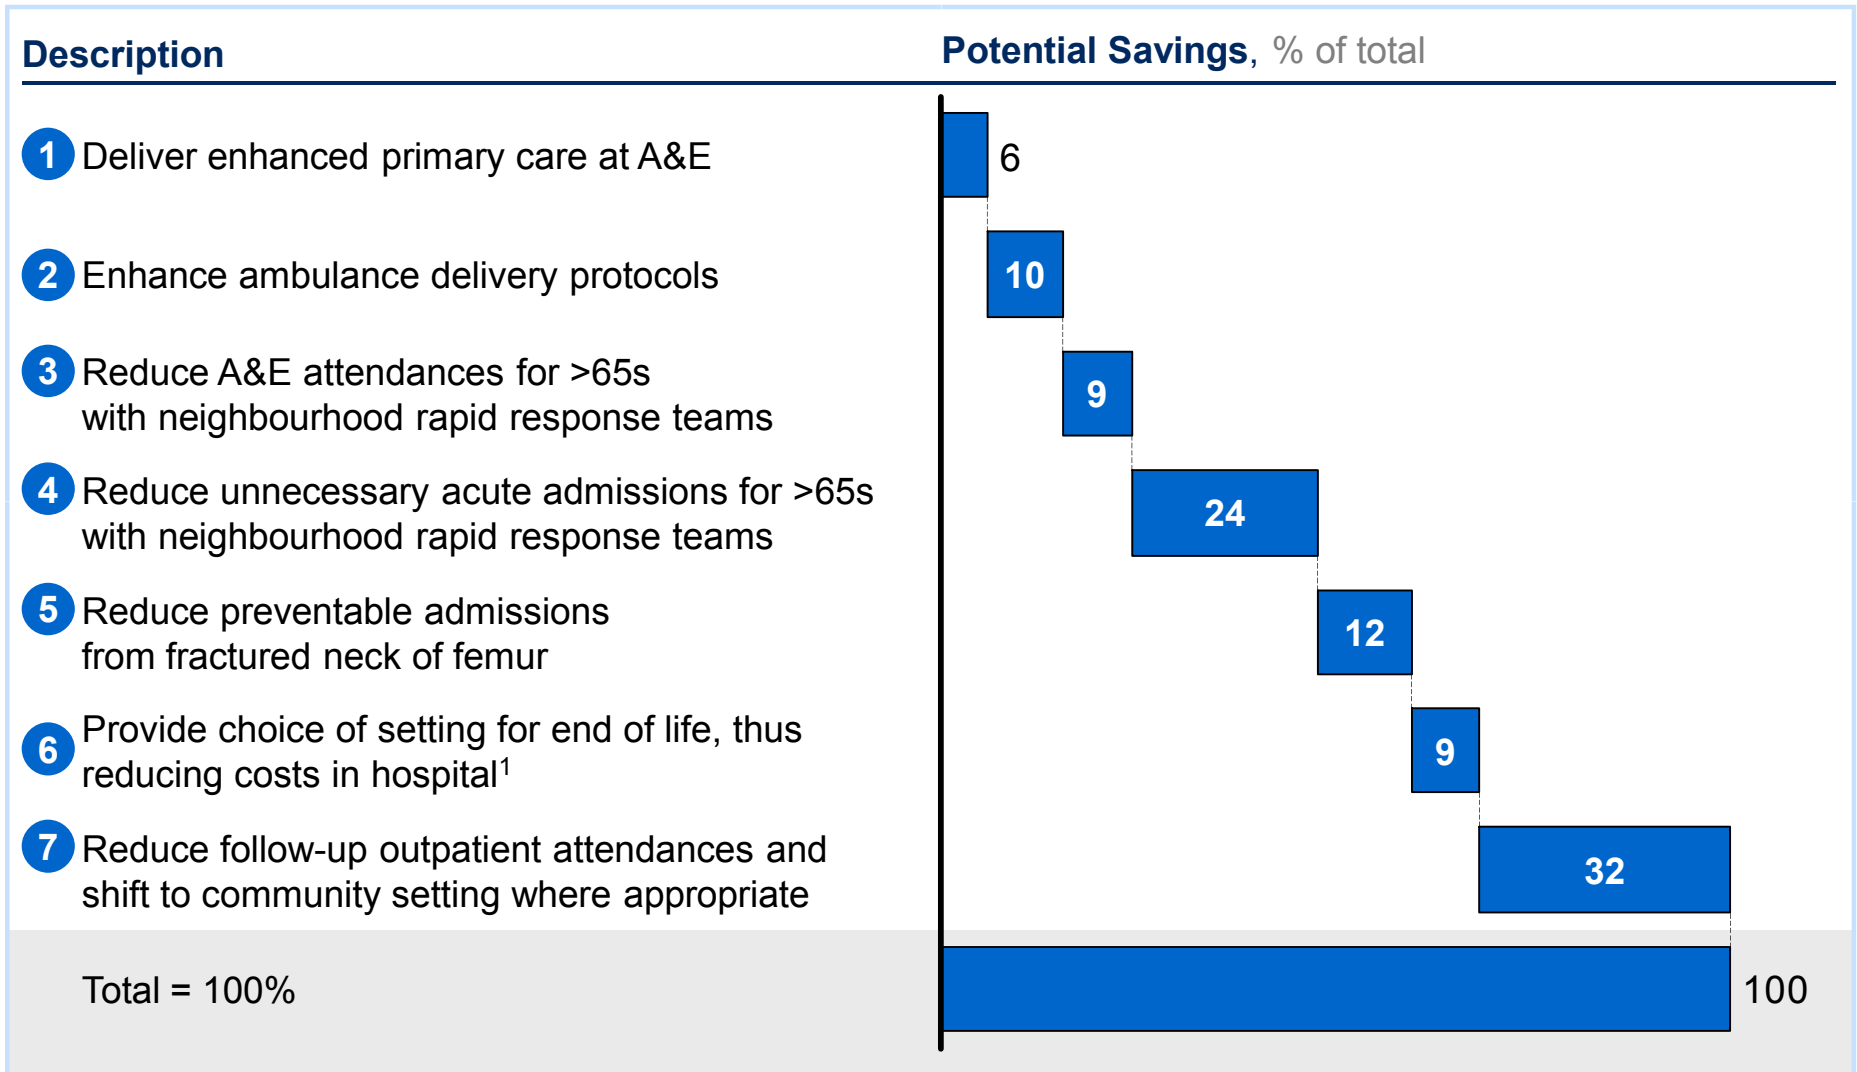 Description
Potential Savings, % of total
1 Deliver enhanced primary care at A&E
6
2 Enhance ambulance delivery protocols
10
3 Reduce A&E attendances for >65s
with neighbourhood rapid response teams
9
4 Reduce unnecessary acute admissions for >65s
with neighbourhood rapid response teams
24
5 Reduce preventable admissions
from fractured neck of femur
12
6 Provide choice of setting for end of life, thus
reducing costs in hospital¹
9
7 Reduce follow-up outpatient attendances and
shift to community setting where appropriate
32
Total = 100%
100